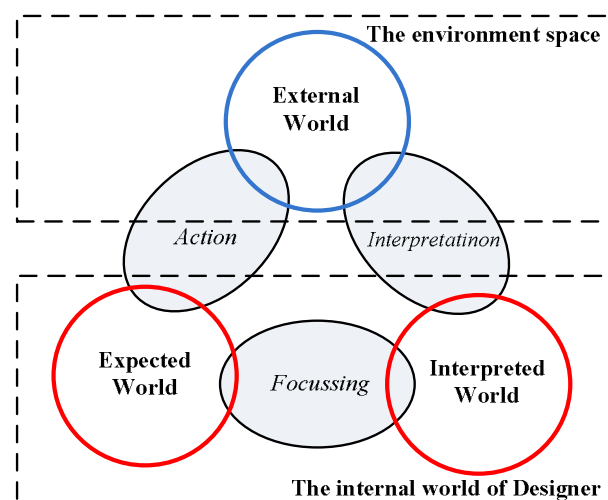 The environment space
External
World
Action
Interpretatinon
Expected
World
Focussing
Interpreted
World
The internal world of Designer